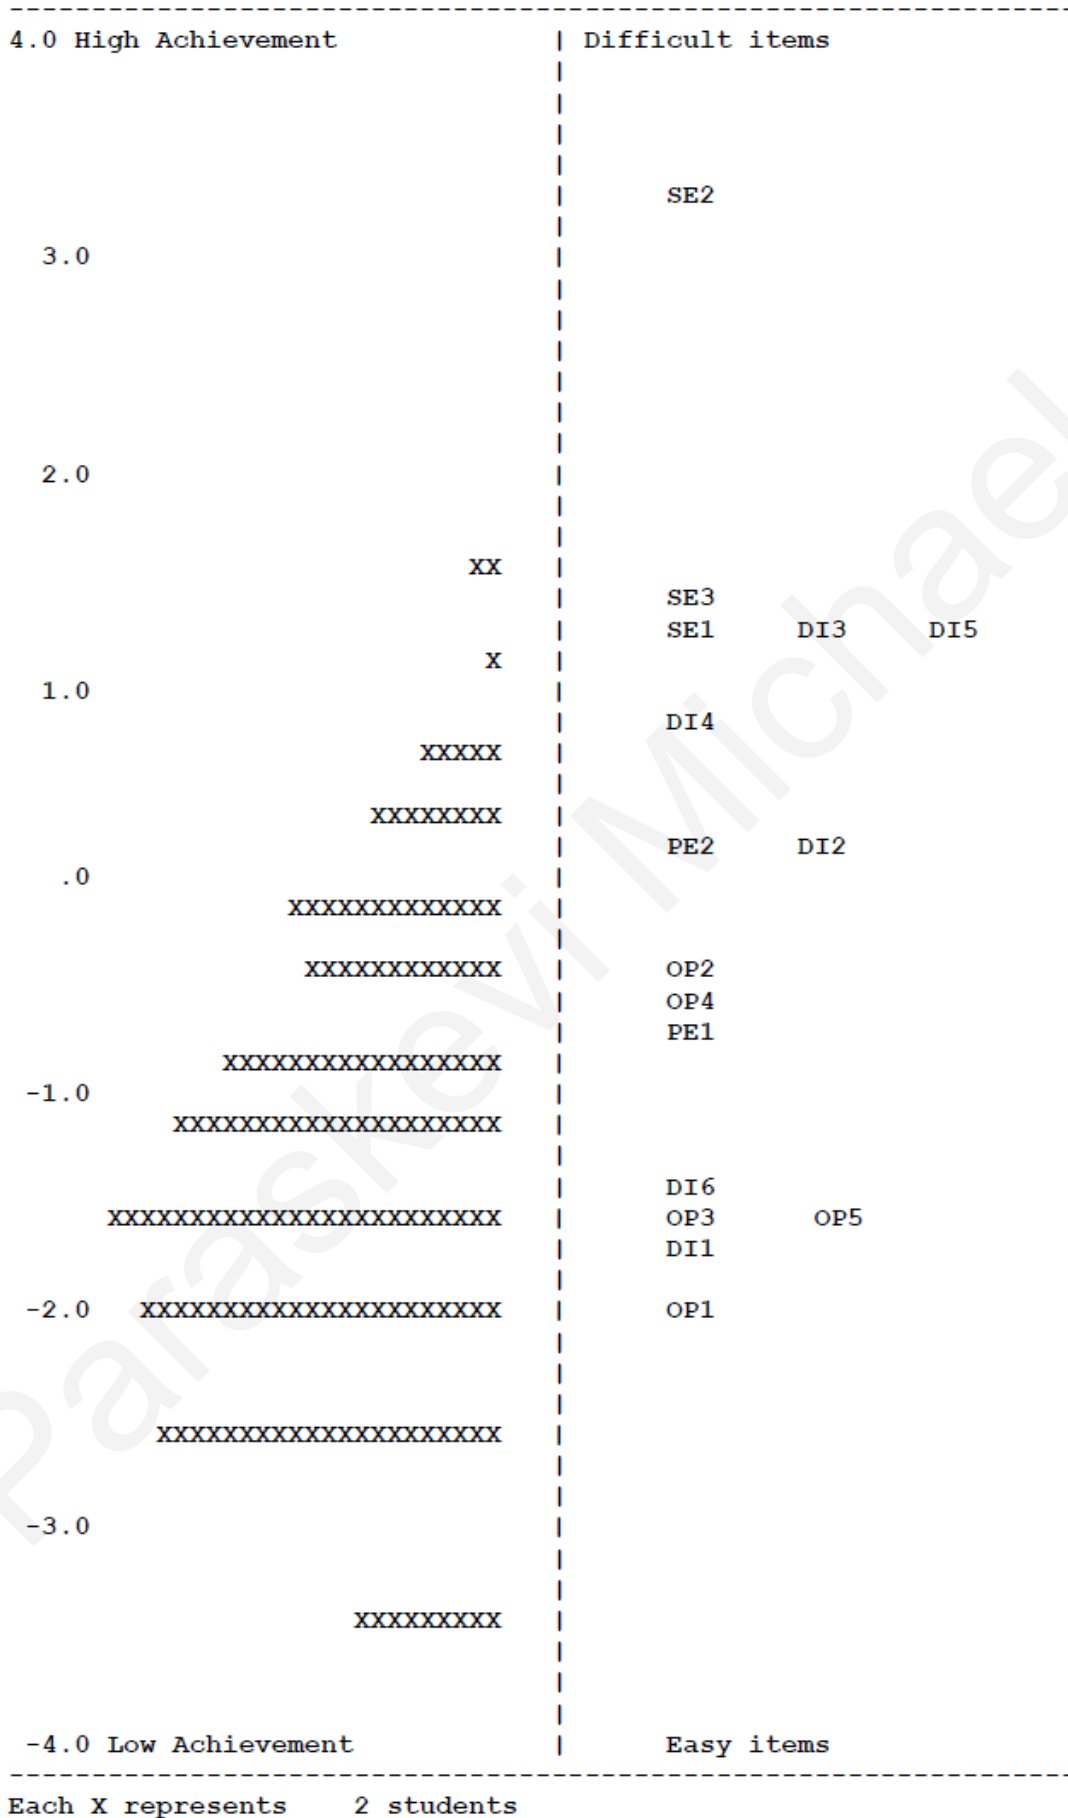 4.0 High Achievement | Difficult items
SE2
3.0
2.0
XX
SE3
SE1 DI3 DI5
X
1.0
DI4
XXXXX
XXXXXXXX
PE2 DI2
.0
XXXXXXXXXXXXX
XXXXXXXXXXXX | OP2
OP4
PE1
XXXXXXXXXXXXXXXXX
-1.0
XXXXXXXXXXXXXXXXXXXX
DI6
XXXXXXXXXXXXXXXXXXXXXXXX | OP3 OP5
DI1
-2.0 XXXXXXXXXXXXXXXXXXXXXX | OP1
XXXXXXXXXXXXXXXXXXXXX
-3.0
XXXXXXXXX
-4.0 Low Achievement | Easy items
Each X represents 2 students
Paraskevi Michael